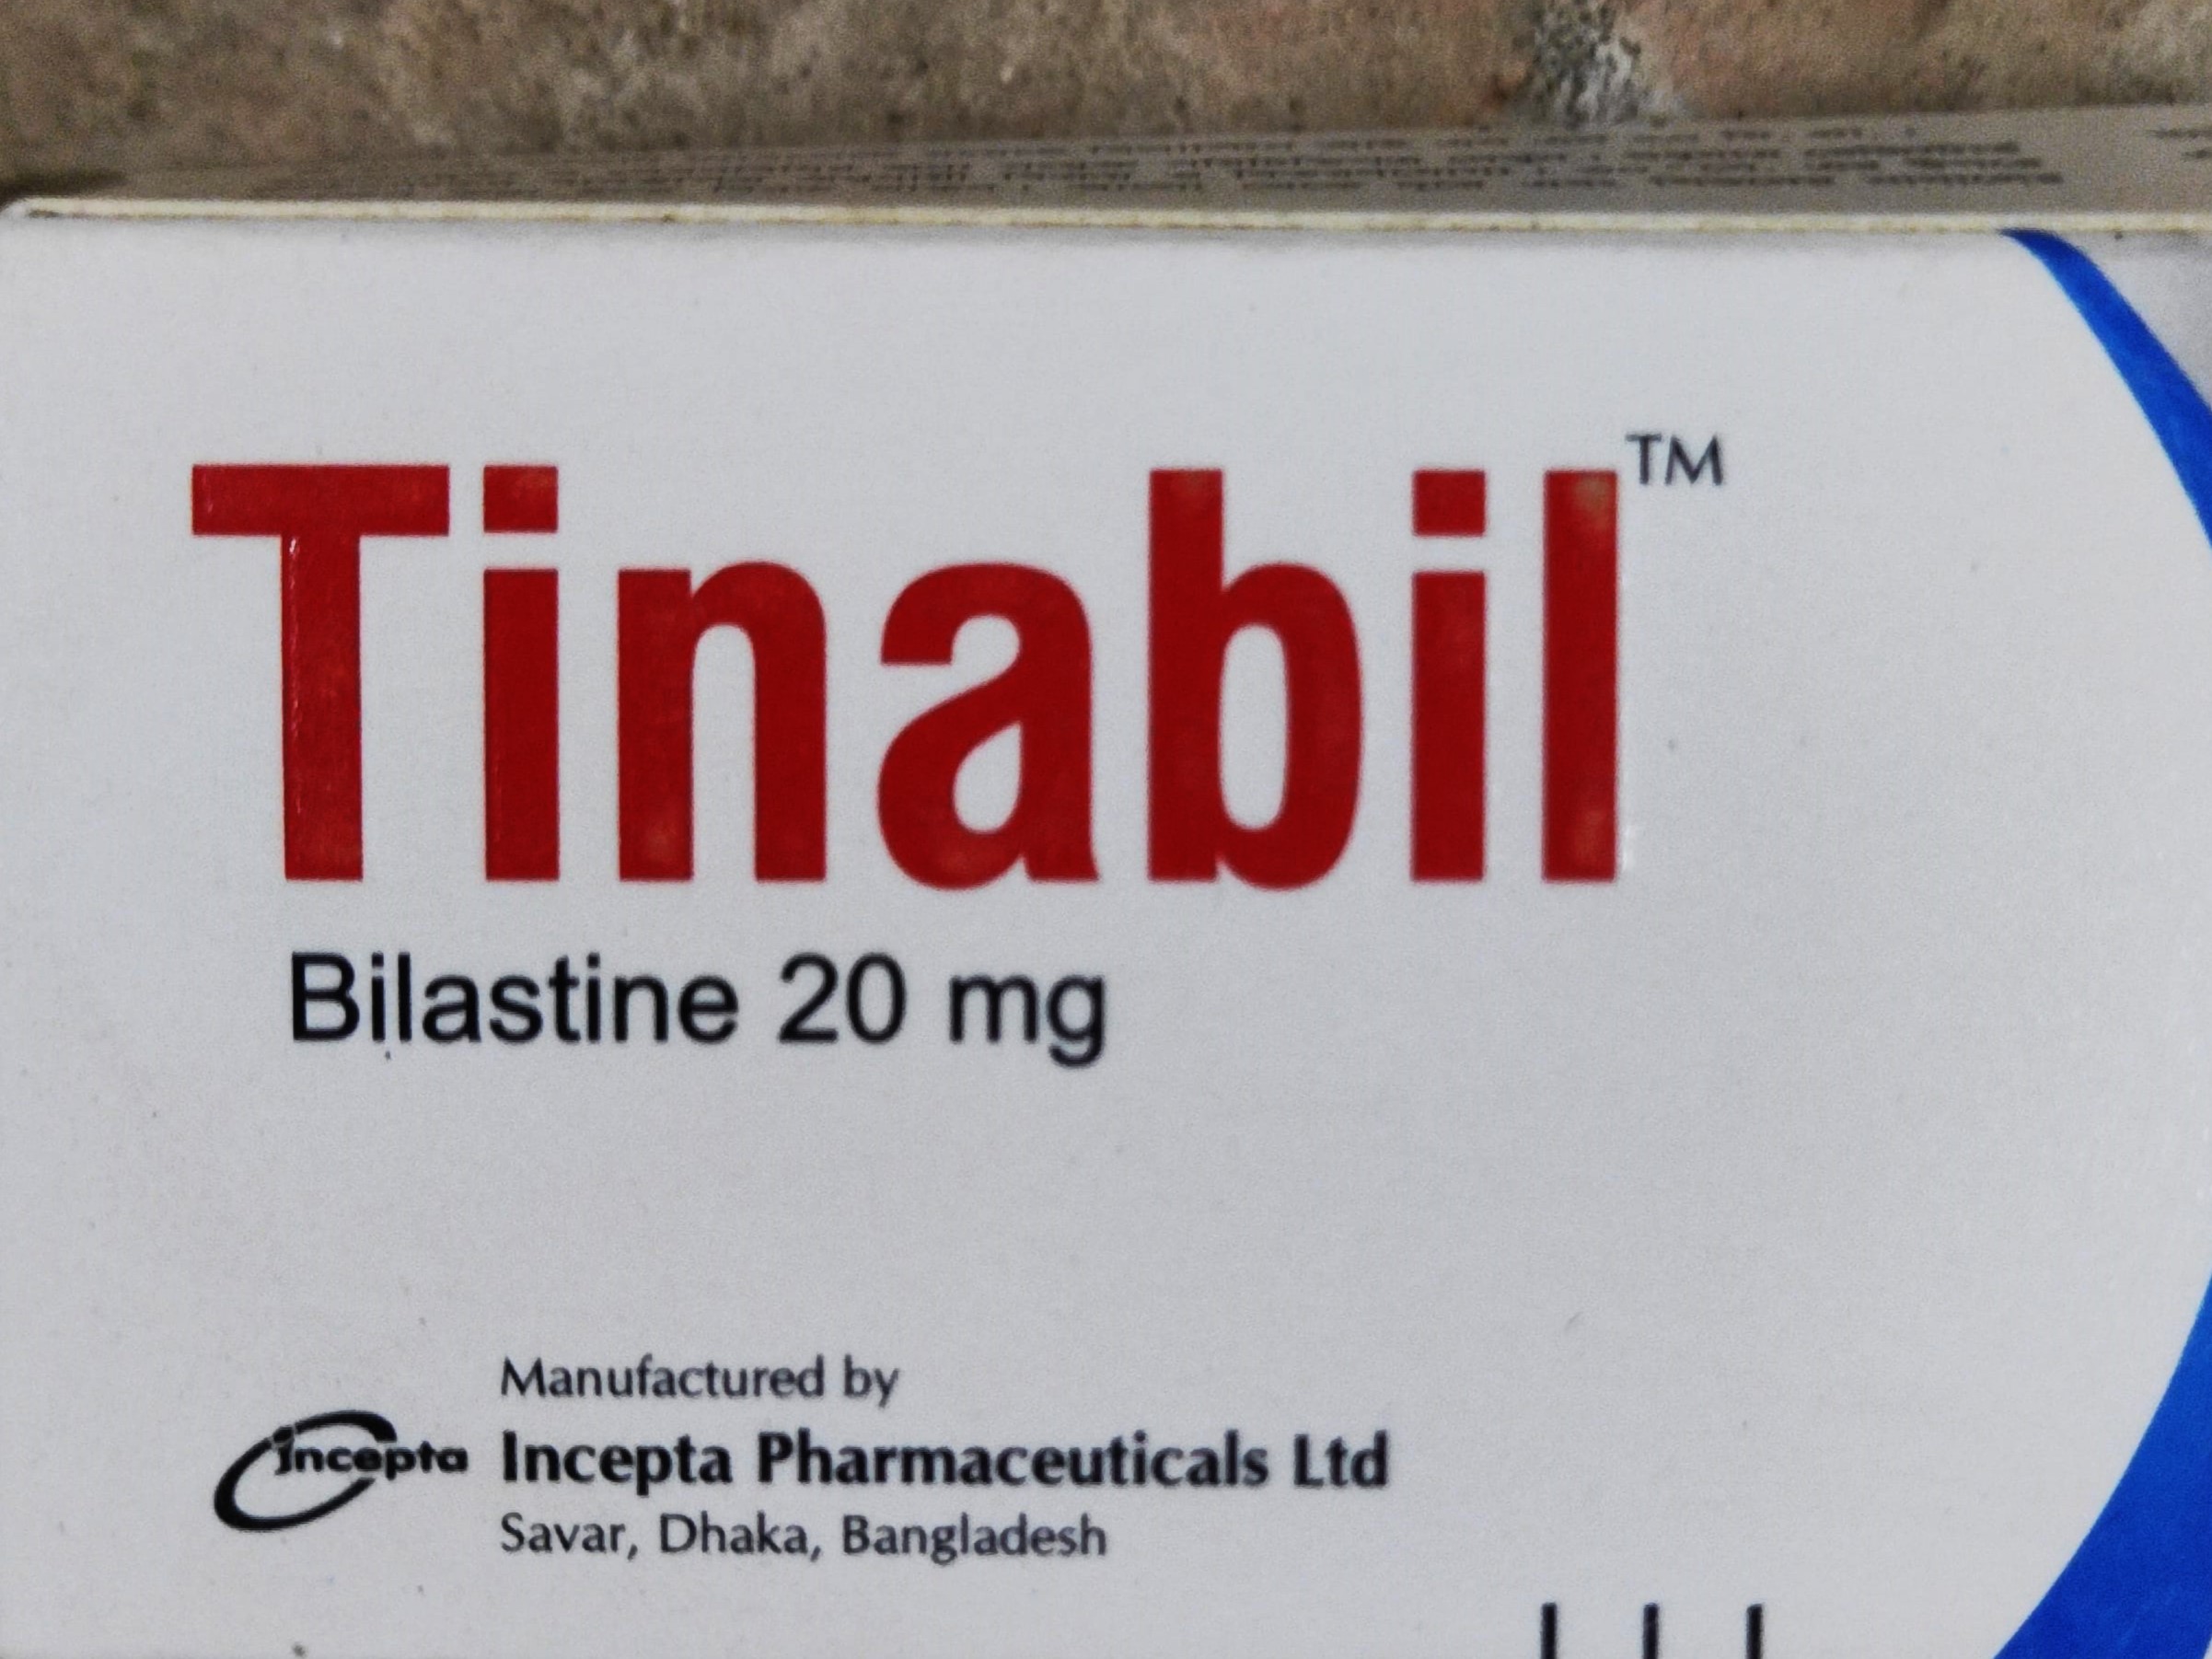 Tinabil™
Bilastine 20 mg
Manufactured by
incepta Incepta Pharmaceuticals Ltd
Savar, Dhaka, Bangladesh